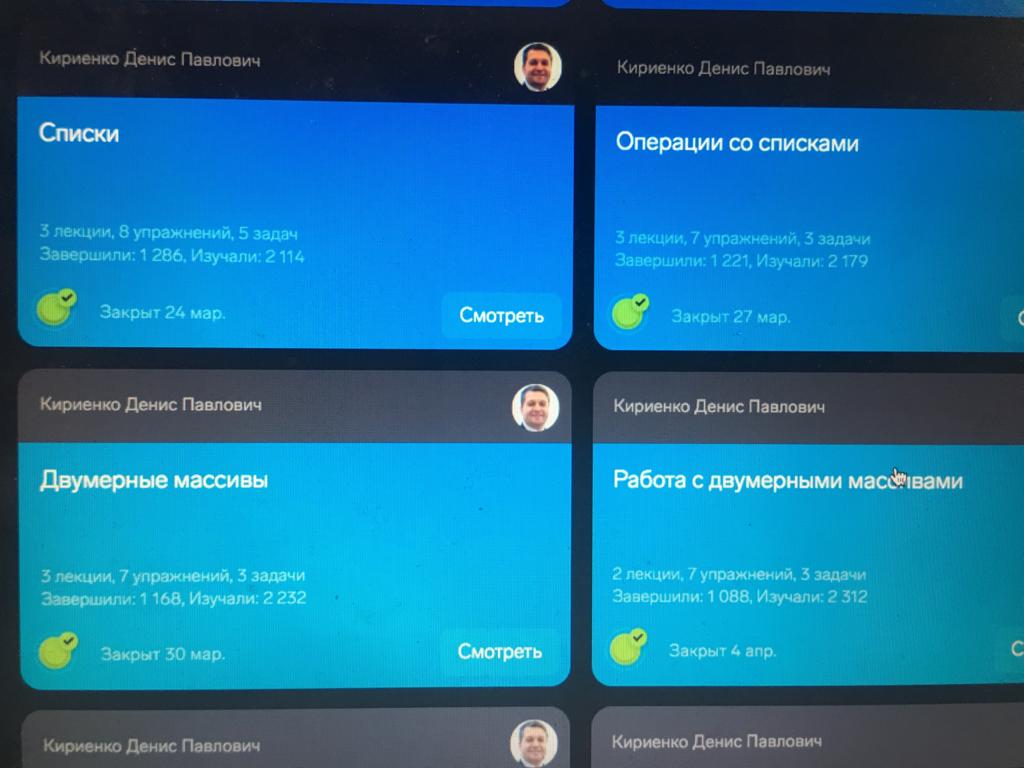 Кириенко Денис Павлович
Списки
3 лекции, 8 упражнений, 5 задач
Завершили: 1 286, Изучали: 2 114
Закрыт 24 мар.
Смотреть
Кириенко Денис Павлович
Операции со списками
3 лекции, 7 упражнений, 3 задачи
Завершили: 1 221, Изучали: 2 179
Закрыт 27 мар.
Кириенко Денис Павлович
Двумерные массивы
3 лекции, 7 упражнений, 3 задачи
Завершили: 1 168, Изучали: 2 232
Закрыт 30 мар.
Смотреть
Кириенко Денис Павлович
Работа с двумерными массивами
2 лекции, 7 упражнений, 3 задачи
Завершили: 1 088, Изучали: 2 312
Закрыт 4 апр.
Кириенко Денис Павлович
Кириенко Денис Павлович